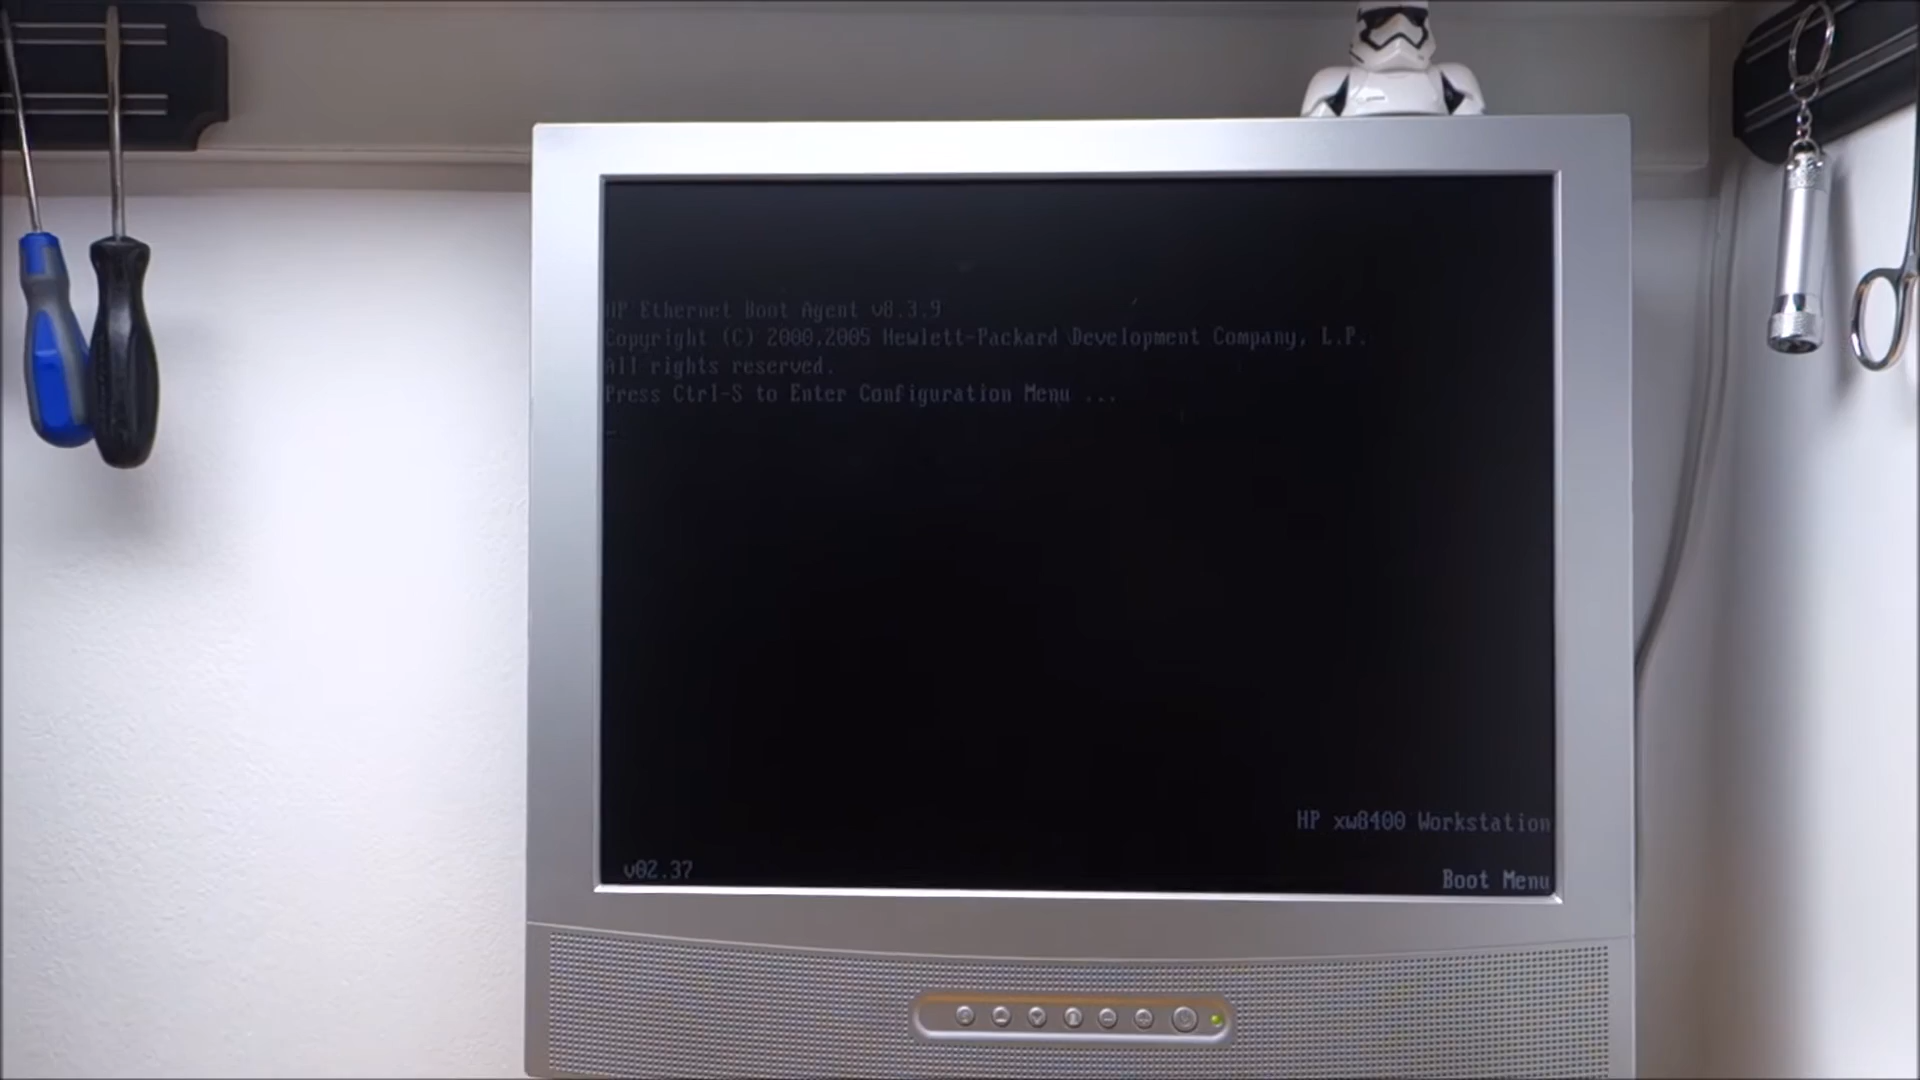 HP Ethernet Boot Agent v8.3.9
Copyright (C) 2000,2005 Hewlett-Packard Development Company, L.P.
All rights reserved.
Press Ctrl-S to Enter Configuration Menu ...
HP xw8400 Workstation
v02.37
Boot Menu